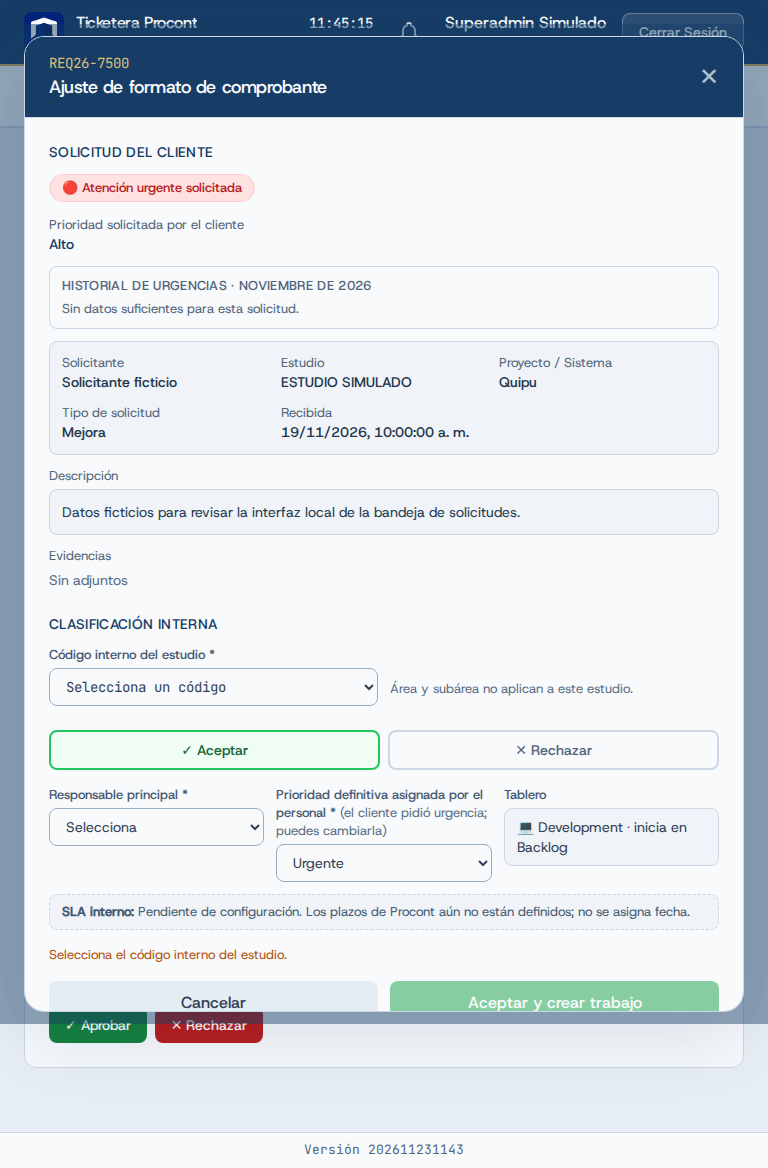 Ticketera Procont
11:45:15
Superadmin Simulado
Cerrar Sesión
REQ26-7500
Ajuste de formato de comprobante
✕
SOLICITUD DEL CLIENTE
🔴 Atención urgente solicitada
Prioridad solicitada por el cliente
Alto
HISTORIAL DE URGENCIAS · NOVIEMBRE DE 2026
Sin datos suficientes para esta solicitud.
Solicitante
Solicitante ficticio
Estudio
ESTUDIO SIMULADO
Proyecto / Sistema
Quipu
Tipo de solicitud
Mejora
Recibida
19/11/2026, 10:00:00 a. m.
Descripción
Datos ficticios para revisar la interfaz local de la bandeja de solicitudes.
Evidencias
Sin adjuntos
CLASIFICACIÓN INTERNA
Código interno del estudio *
Selecciona un código
Área y subárea no aplican a este estudio.
✓ Aceptar
✕ Rechazar
Responsable principal *
Selecciona
Prioridad definitiva asignada por el
personal * (el cliente pidió urgencia;
puedes cambiarla)
Urgente
Tablero
💻 Development · inicia en
Backlog
SLA interno: Pendiente de configuración. Los plazos de Procont aún no están definidos; no se asigna fecha.
Selecciona el código interno del estudio.
Cancelar
Aceptar y crear trabajo
✓ Aprobar
✕ Rechazar
Versión 202611231143